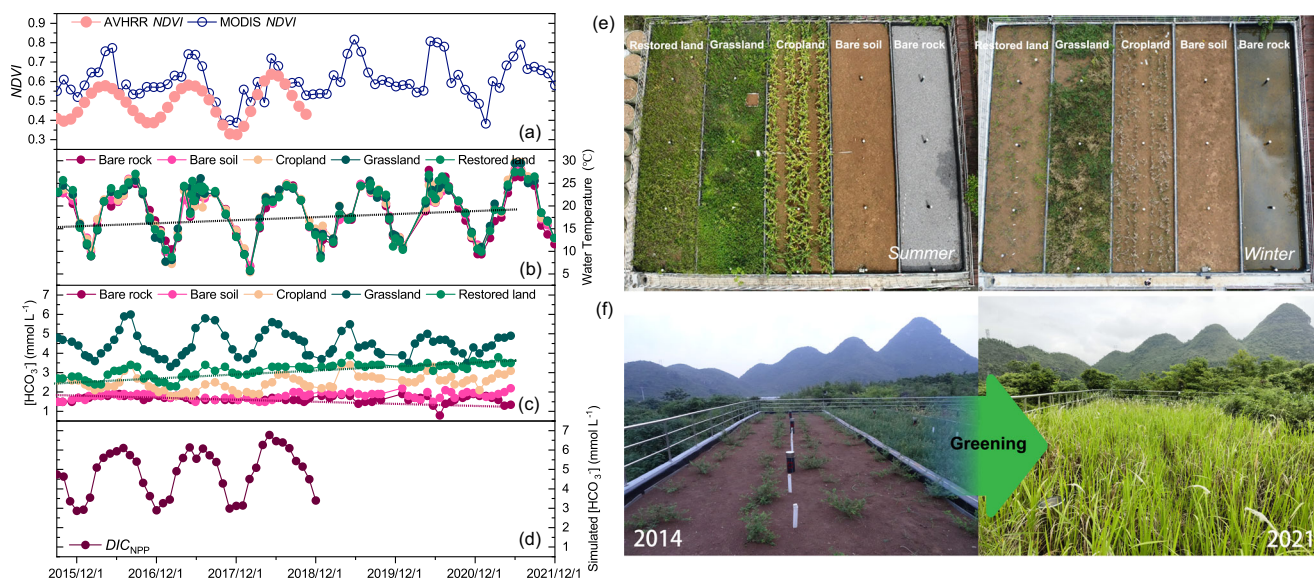 AVHRR NDVI MODIS NDVI
0.9
0.8
0.7
0.6
0.5
0.4
0.3
NDVI
(a)
Bare rock Bare soil Cropland Grassland Restored land
30
25
20
15
10
5
Water Temperature (℃)
(b)
Bare rock Bare soil Cropland Grassland Restored land
7
6
5
4
3
2
1
[HCO₃⁻] (mmol L⁻¹)
(c)
7
6
5
4
3
2
1
Simulated [HCO₃⁻] (mmol L⁻¹)
(d)
DIC_NPP
2015/12/1 2016/12/1 2017/12/1 2018/12/1 2019/12/1 2020/12/1 2021/12/1
(e)
Restored land Grassland Cropland Bare soil Bare rock
Summer
Restored land Grassland Cropland Bare soil Bare rock
Winter
(f)
2014
Greening
2021